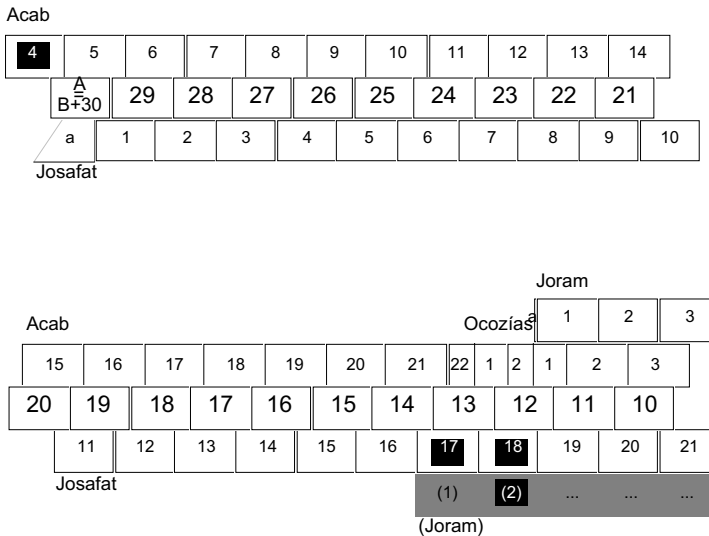 Acab
4 5 6 7 8 9 10 11 12 13 14
A
=
B+30 29 28 27 26 25 24 23 22 21
a 1 2 3 4 5 6 7 8 9 10
Josafat
Joram
a 1 2 3
Acab Ocozías
15 16 17 18 19 20 21 22 1 2 1 2 3
20 19 18 17 16 15 14 13 12 11 10
11 12 13 14 15 16 17 18 19 20 21
Josafat
(1) (2) ... ... ...
(Joram)